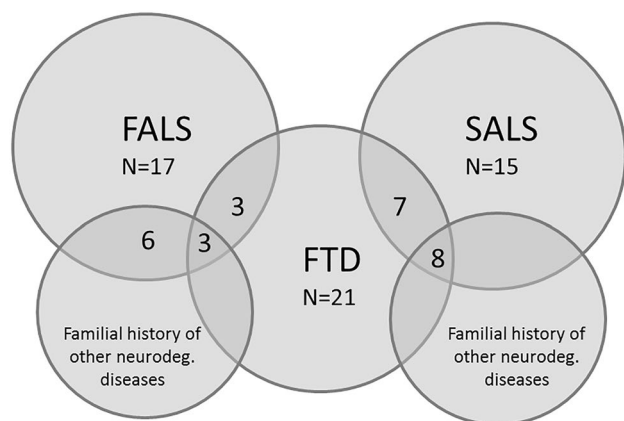 FALS
N=17
SALS
N=15
3
7
6
3
8
FTD
N=21
Familial history of
other neurodeg.
diseases
Familial history of
other neurodeg.
diseases